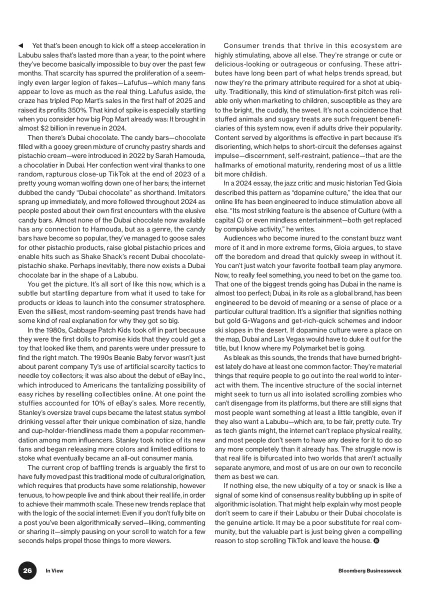 ◀ Yet that's been enough to kick off a steep acceleration in
Labubu sales that's lasted more than a year, to the point where
they've become basically impossible to buy over the past few
months. That scarcity has spurred the proliferation of a seem-
ingly even larger legion of fakes—Lafufus—which many fans
appear to love as much as the real thing. Lafufus aside, the
craze has tripled Pop Mart's sales in the first half of 2025 and
raised its profits 350%. That kind of spike is especially startling
when you consider how big Pop Mart already was: It brought in
almost $2 billion in revenue in 2024.
Then there's Dubai chocolate. The candy bars—chocolate
filled with a gooey green mixture of crunchy pastry shards and
pistachio cream—were introduced in 2022 by Sarah Hamouda,
a chocolatier in Dubai. Her confection went viral thanks to one
random, rapturous close-up TikTok at the end of 2023 of a
pretty young woman wolfing down one of her bars; the internet
dubbed the candy "Dubai chocolate" as shorthand. Imitators
sprang up immediately, and more followed throughout 2024 as
people posted about their own first encounters with the elusive
candy bars. Almost none of the Dubai chocolate now available
has any connection to Hamouda, but as a genre, the candy
bars have become so popular, they've managed to goose sales
for other pistachio products, raise global pistachio prices and
enable hits such as Shake Shack's recent Dubai chocolate-
pistachio shake. Perhaps inevitably, there now exists a Dubai
chocolate bar in the shape of a Labubu.
You get the picture. It's all sort of like this now, which is a
subtle but startling departure from what it used to take for
products or ideas to launch into the consumer stratosphere.
Even the silliest, most random-seeming past trends have had
some kind of real explanation for why they got so big.
In the 1980s, Cabbage Patch Kids took off in part because
they were the first dolls to promise kids that they could get a
toy that looked like them, and parents were under pressure to
find the right match. The 1990s Beanie Baby fervor wasn't just
about parent company Ty's use of artificial scarcity tactics to
needle toy collectors; it was also about the debut of eBay Inc.,
which introduced to Americans the tantalizing possibility of
easy riches by reselling collectibles online. At one point the
stuffies accounted for 10% of eBay's sales. More recently,
Stanley's oversize travel cups became the latest status symbol
drinking vessel after their unique combination of size, handle
and cup-holder-friendliness made them a popular recommen-
dation among mom influencers. Stanley took notice of its new
fans and began releasing more colors and limited editions to
stoke what eventually became an all-out consumer mania.
The current crop of baffling trends is arguably the first to
have fully moved past this traditional mode of cultural origination,
which requires that products have some relation, however
tenuous, to how people live and think about their real life, in order
to achieve their mammoth scale. These new trends replace that
with the logic of the social internet: Even if you don't fully bite on
a post you've been algorithmically served—liking, commenting
or sharing it—simply pausing on your scroll to watch for a few
seconds helps propel those things to more viewers.
Consumer trends that thrive in this ecosystem are
highly stimulating, above all else. They're strange or cute or
delicious-looking or outrageous or confusing. These attri-
butes have long been part of what helps trends spread, but
now they're the primary attribute required for a shot at ubiq-
uity. Traditionally, this kind of stimulation-first pitch was reli-
able only when marketing to children, susceptible as they are
to the bright, the cuddly, the sweet. It's not a coincidence that
stuffed animals and sugary treats are such frequent benefi-
ciaries of this system now, even if adults drive their popularity.
Content served by algorithms is effective in part because it's
disorienting, which helps to short-circuit the defenses against
impulse—discernment, self-restraint, patience—that are the
hallmarks of emotional maturity, rendering most of us a little
bit more childish.
In a 2024 essay, the jazz critic and music historian Ted Gioia
described this pattern as "dopamine culture," the idea that our
online life has been engineered to induce stimulation above all
else. "Its most striking feature is the absence of Culture (with a
capital C) or even mindless entertainment—both get replaced
by compulsive activity," he writes.
Audiences who become inured to the constant buzz want
more of it and in more extreme forms, Gioia argues, to stave
off the boredom and dread that quickly sweep in without it.
You can't just watch your favorite football team play anymore.
Now, to really feel something, you need to bet on the game too.
That one of the biggest trends going has Dubai in the name is
almost too perfect; Dubai, in its role as a global brand, has been
engineered to be devoid of meaning or a sense of place or a
particular cultural tradition. It's a signifier that signifies nothing
but gold G-Wagons and get-rich-quick schemes and indoor
ski slopes in the desert. If dopamine culture were a place on
the map, Dubai and Las Vegas would have to duke it out for the
title, but I know where my Polymarket bet is going.
As bleak as this sounds, the trends that have burned bright-
est lately do have at least one common factor: They're material
things that require people to go out into the real world to inter-
act with them. The incentive structure of the social internet
might seek to turn us all into isolated scrolling zombies who
can't disengage from its platforms, but there are still signs that
most people want something at least a little tangible, even if
they also want a Labubu—which are, to be fair, pretty cute. Try
as tech giants might, the internet can't replace physical reality,
and most people don't seem to have any desire for it to do so
any more completely than it already has. The struggle now is
that real life is bifurcated into two worlds that aren't actually
separate anymore, and most of us are on our own to reconcile
them as best we can.
If nothing else, the new ubiquity of a toy or snack is like a
signal of some kind of consensus reality bubbling up in spite of
algorithmic isolation. That might help explain why most people
don't seem to care if their Labubu or their Dubai chocolate is
the genuine article. It may be a poor substitute for real com-
munity, but the valuable part is just being given a compelling
reason to stop scrolling TikTok and leave the house.
26 In View
Bloomberg Businessweek